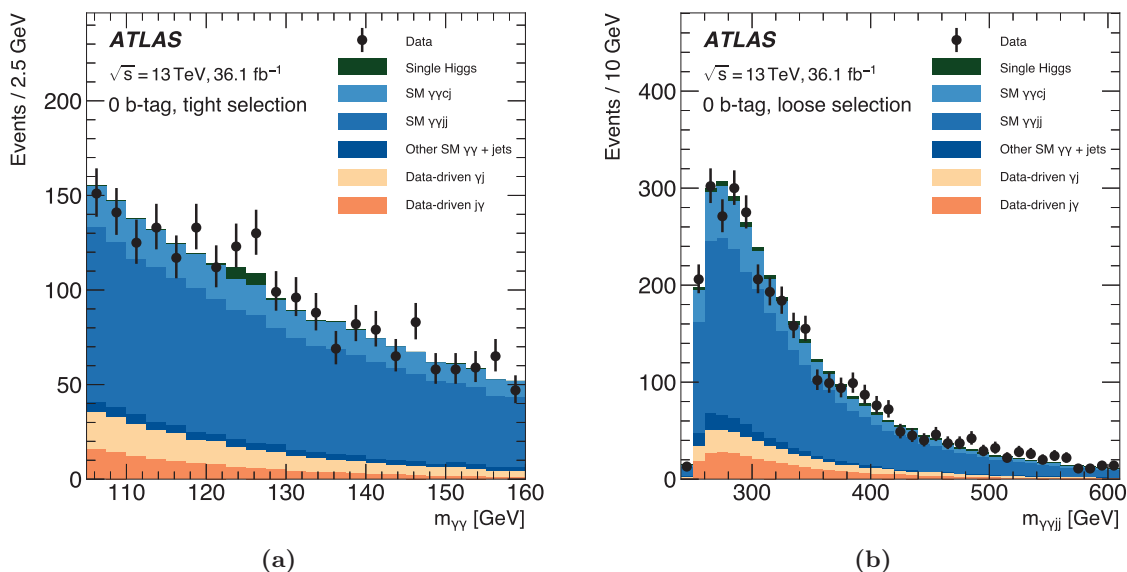 ATLAS
√s = 13 TeV, 36.1 fb⁻¹
0 b-tag, tight selection
Data
Single Higgs
SM γγcj
SM γγjj
Other SM γγ + jets
Data-driven γj
Data-driven jγ
Events / 2.5 GeV
200
150
100
50
0
110 120 130 140 150 160
mγγ [GeV]
(a)
ATLAS
√s = 13 TeV, 36.1 fb⁻¹
0 b-tag, loose selection
Data
Single Higgs
SM γγcj
SM γγjj
Other SM γγ + jets
Data-driven γj
Data-driven jγ
Events / 10 GeV
400
300
200
100
0
300 400 500 600
mγγjj [GeV]
(b)